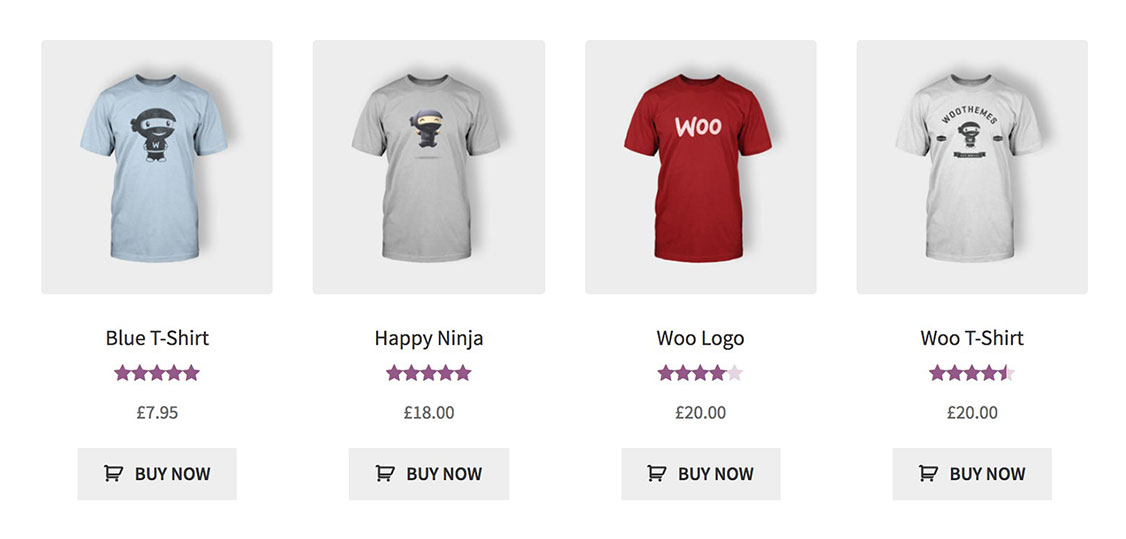 W
Woo
WOOTHEMES
Blue T-Shirt
Happy Ninja
Woo Logo
Woo T-Shirt
£7.95
£18.00
£20.00
£20.00
BUY NOW
BUY NOW
BUY NOW
BUY NOW